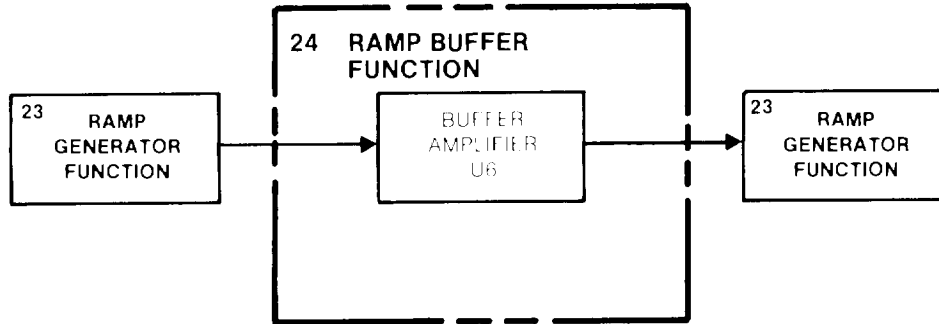 24 RAMP BUFFER
FUNCTION
23
RAMP
GENERATOR
FUNCTION
BUFFER
AMPLIFIER
U6
23
RAMP
GENERATOR
FUNCTION